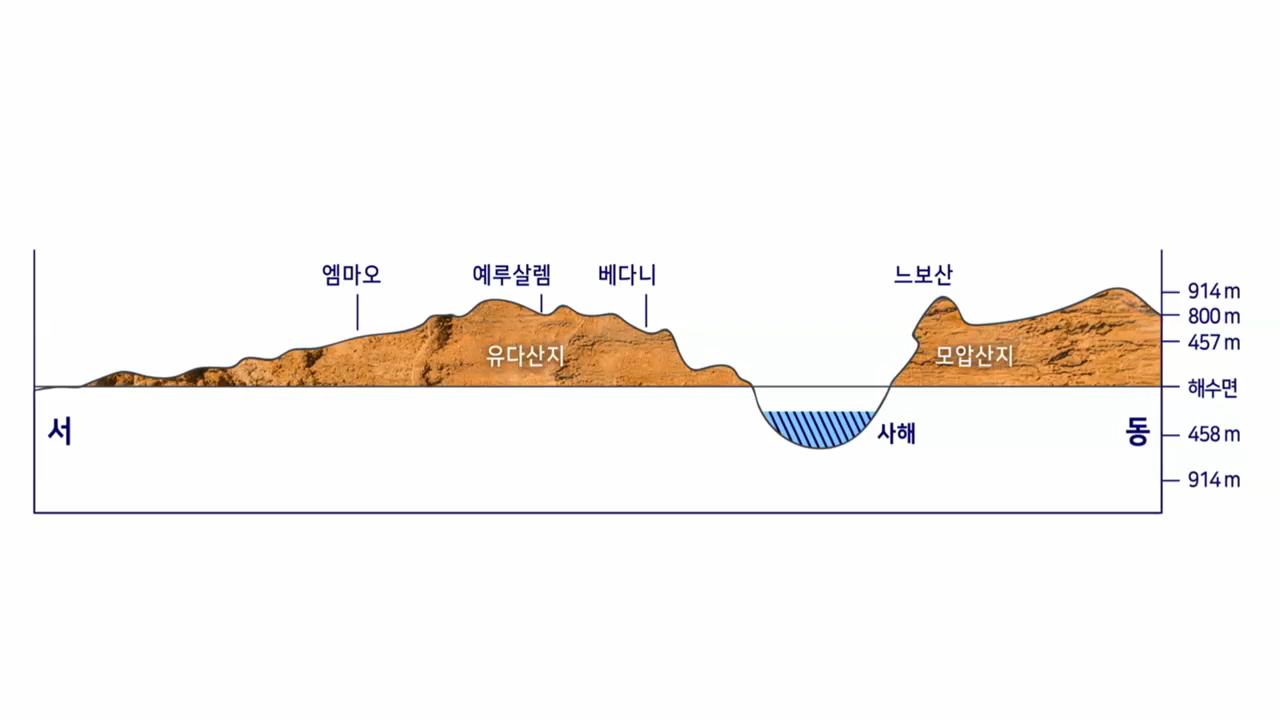 엠마오
예루살렘
베다니
느보산
914 m
800 m
457 m
유다산지
모압산지
해수면
서
사해
동
458 m
914 m